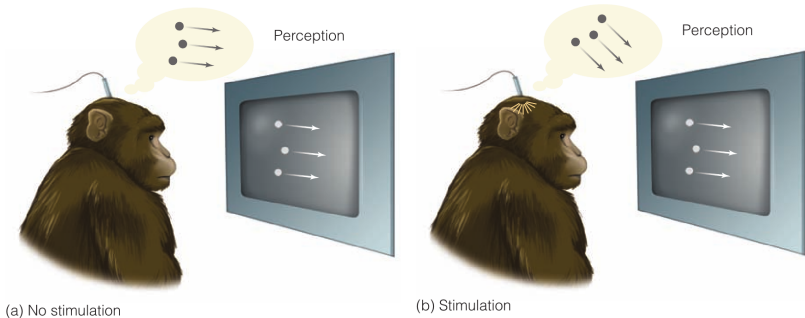 Perception
(a) No stimulation
Perception
(b) Stimulation